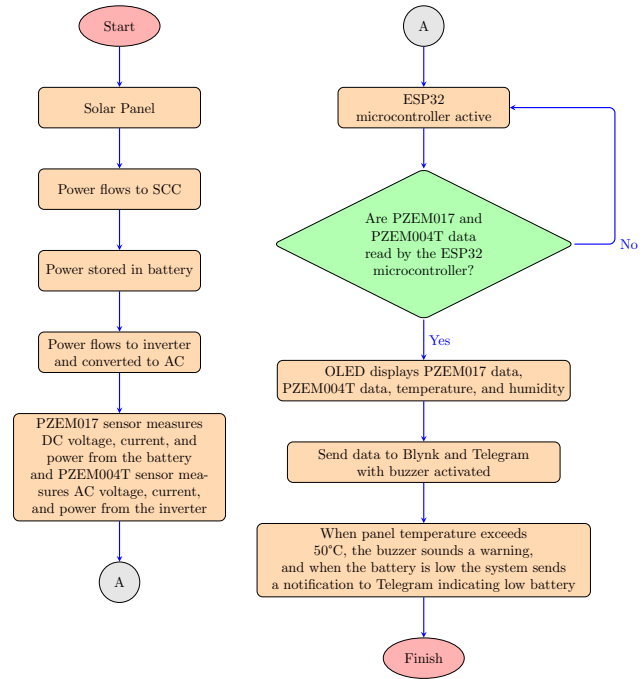 Start
Solar Panel
Power flows to SCC
Power stored in battery
Power flows to inverter
and converted to AC
PZEM017 sensor measures
DC voltage, current, and
power from the battery
and PZEM004T sensor mea-
sures AC voltage, current,
and power from the inverter
A
A
ESP32
microcontroller active
Are PZEM017 and
PZEM004T data
read by the ESP32
microcontroller?
No
Yes
OLED displays PZEM017 data,
PZEM004T data, temperature, and humidity
Send data to Blynk and Telegram
with buzzer activated
When panel temperature exceeds
50°C, the buzzer sounds a warning,
and when the battery is low the system sends
a notification to Telegram indicating low battery
Finish